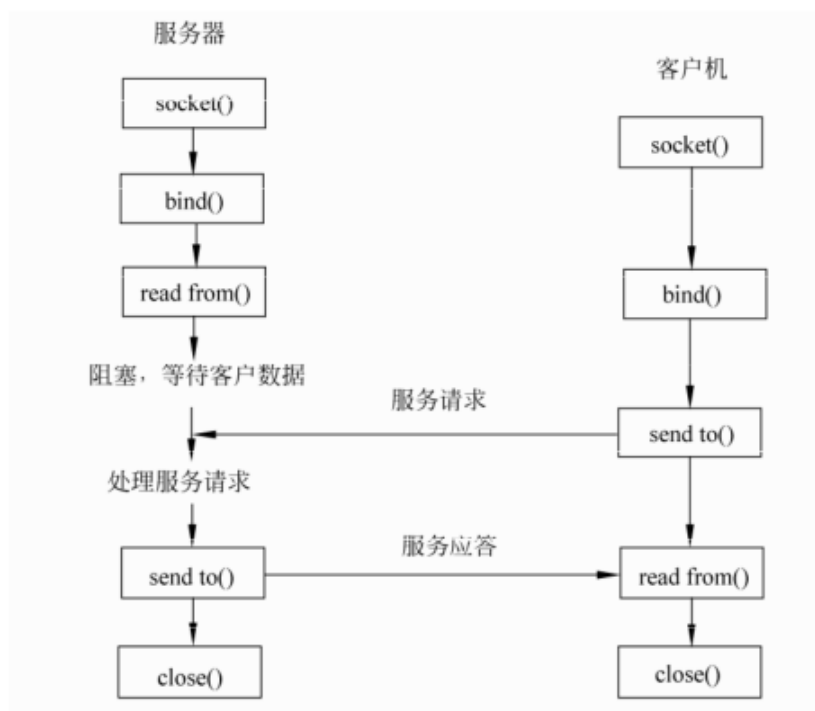 服务器
客户机
socket()
socket()
bind()
bind()
read from()
阻塞，等待客户数据
服务请求
send to()
处理服务请求
服务应答
send to()
read from()
close()
close()